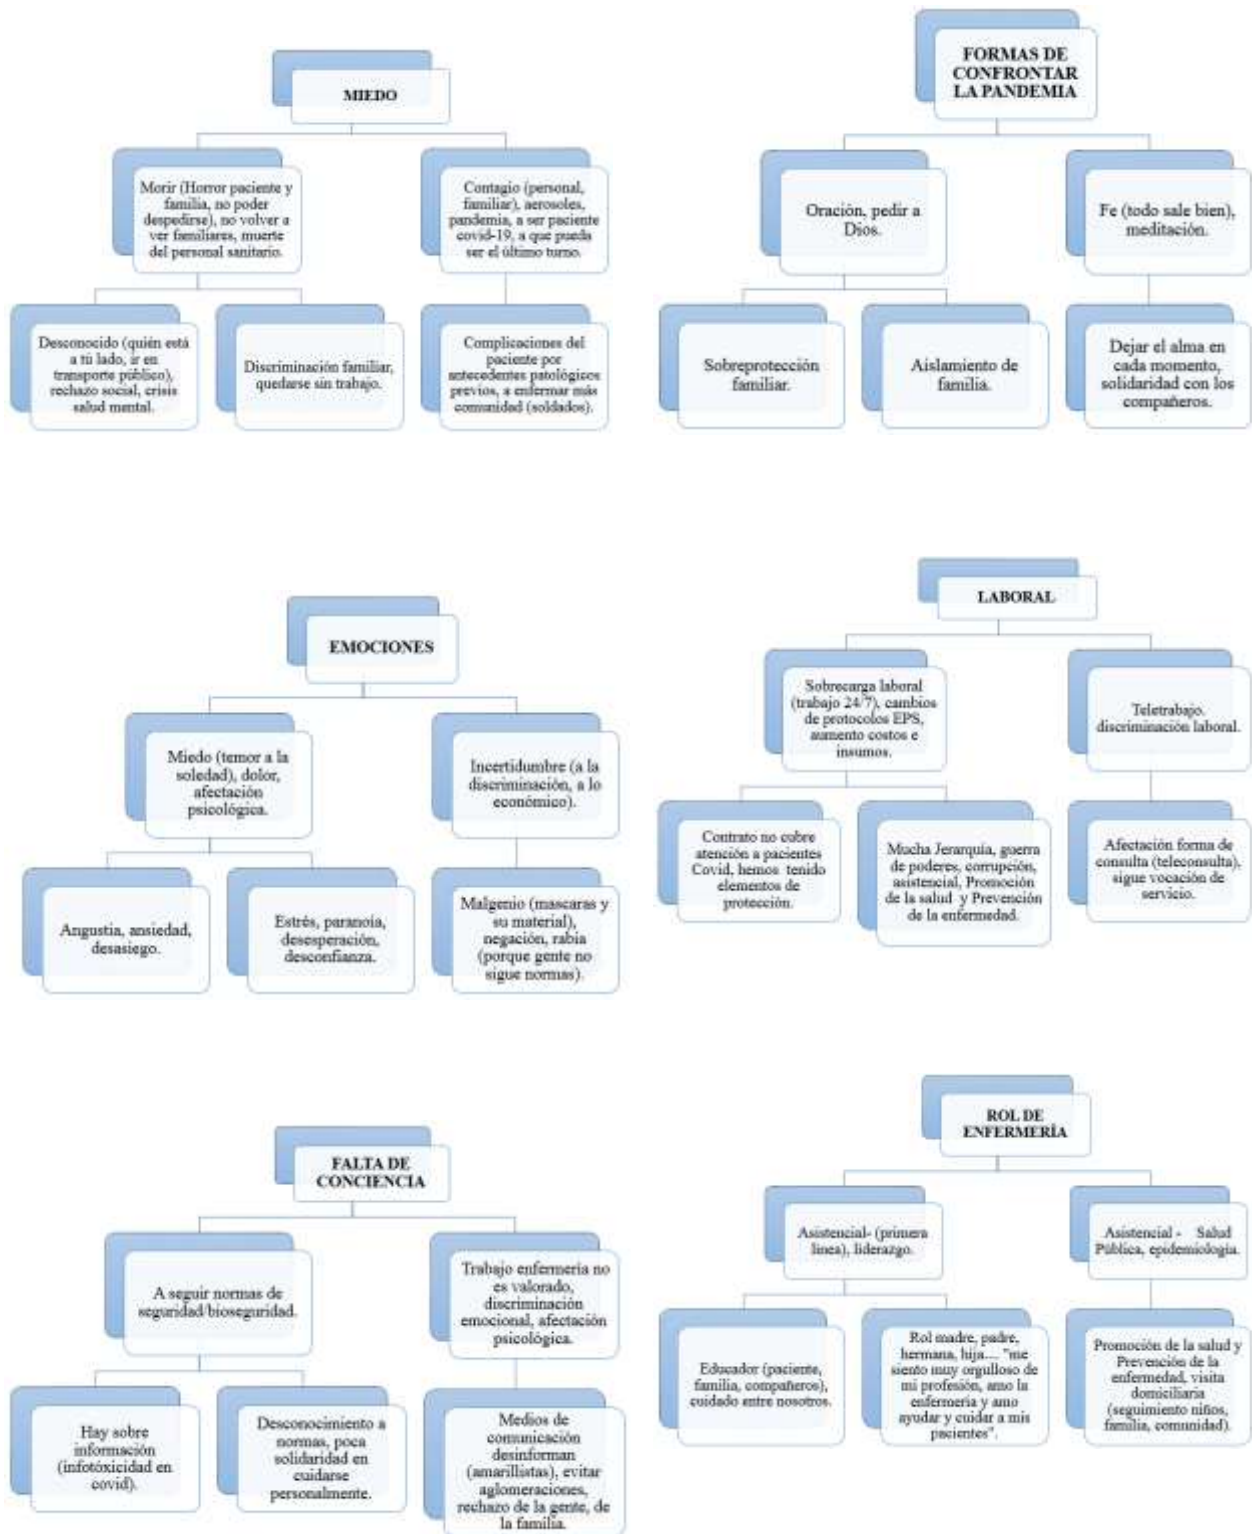 MIEDO
Morir (Horror paciente y
familia, no poder
despedirse), no volver a
ver familiares, muerte
del personal sanitario.
Contagio (personal,
familiar), aerosoles,
pandemia, a ser paciente
covid-19, a que pueda
ser el último turno.
Desconocido (quién está
a tú lado, ir en
transporte público),
rechazo social, crisis
salud mental.
Discriminación familiar,
quedarse sin trabajo.
Complicaciones del
paciente por
antecedentes patológicos
previos, a enfermar más
comunidad (soldados).
FORMAS DE
CONFRONTAR
LA PANDEMIA
Oración, pedir a
Dios.
Fe (todo sale bien),
meditación.
Sobreprotección
familiar.
Aislamiento de
familia.
Dejar el alma en
cada momento,
solidaridad con los
compañeros.
EMOCIONES
Miedo (temor a la
soledad), dolor,
afectación
psicológica.
Incertidumbre (a la
discriminación, a lo
económico).
Angustia, ansiedad,
desasiego.
Estrés, paranoia,
desesperación,
desconfianza.
Malgenio (mascaras y
su material),
negación, rabia
(porque gente no
sigue normas).
LABORAL
Sobrecarga laboral
(trabajo 24/7), cambios
de protocolos EPS,
aumento costos e
insumos.
Teletrabajo.
discriminación laboral.
Contrato no cubre
atención a pacientes
Covid, hemos tenido
elementos de
protección.
Mucha Jerarquía, guerra
de poderes, corrupción,
asistencial, Promoción
de la salud y Prevención
de la enfermedad.
Afectación forma de
consulta (teleconsulta),
sigue vocación de
servicio.
FALTA DE
CONCIENCIA
A seguir normas de
seguridad/bioseguridad.
Trabajo enfermería no
es valorado,
discriminación
emocional, afectación
psicológica.
Hay sobre
información
(infotóxicidad en
covid).
Desconocimiento a
normas, poca
solidaridad en
cuidarse
personalmente.
Medios de
comunicación
desinforman
(amarillistas), evitar
aglomeraciones,
rechazo de la gente, de
la familia.
ROL DE
ENFERMERÍA
Asistencial- (primera
linea), liderazgo.
Asistencial - Salud
Pública, epidemiología.
Educador (paciente,
familia, compañeros),
cuidado entre nosotros.
Rol madre, padre,
hermana, hija... "me
siento muy orgulloso de
mi profesión, amo la
enfermeria y amo
ayudar y cuidar a mis
pacientes".
Promoción de la salud y
Prevención de la
enfermedad, visita
domiciliaria
(seguimiento niños,
familia, comunidad).